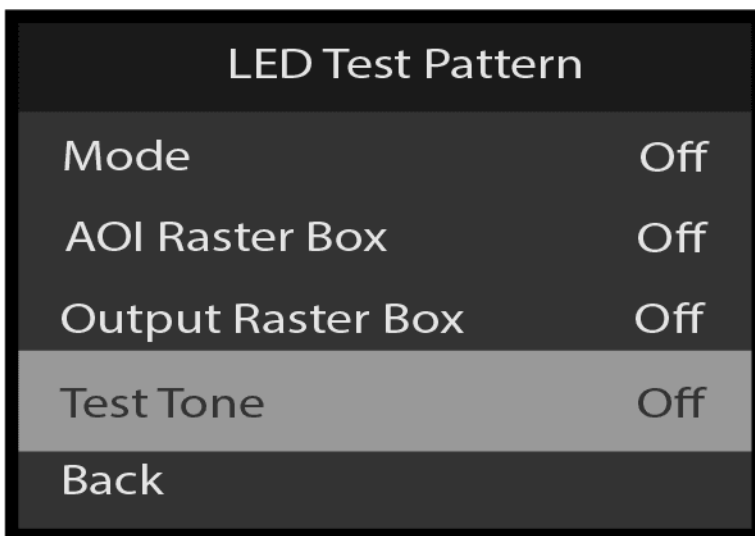 LED Test Pattern
Mode Off
AOI Raster Box Off
Output Raster Box Off
Test Tone Off
Back